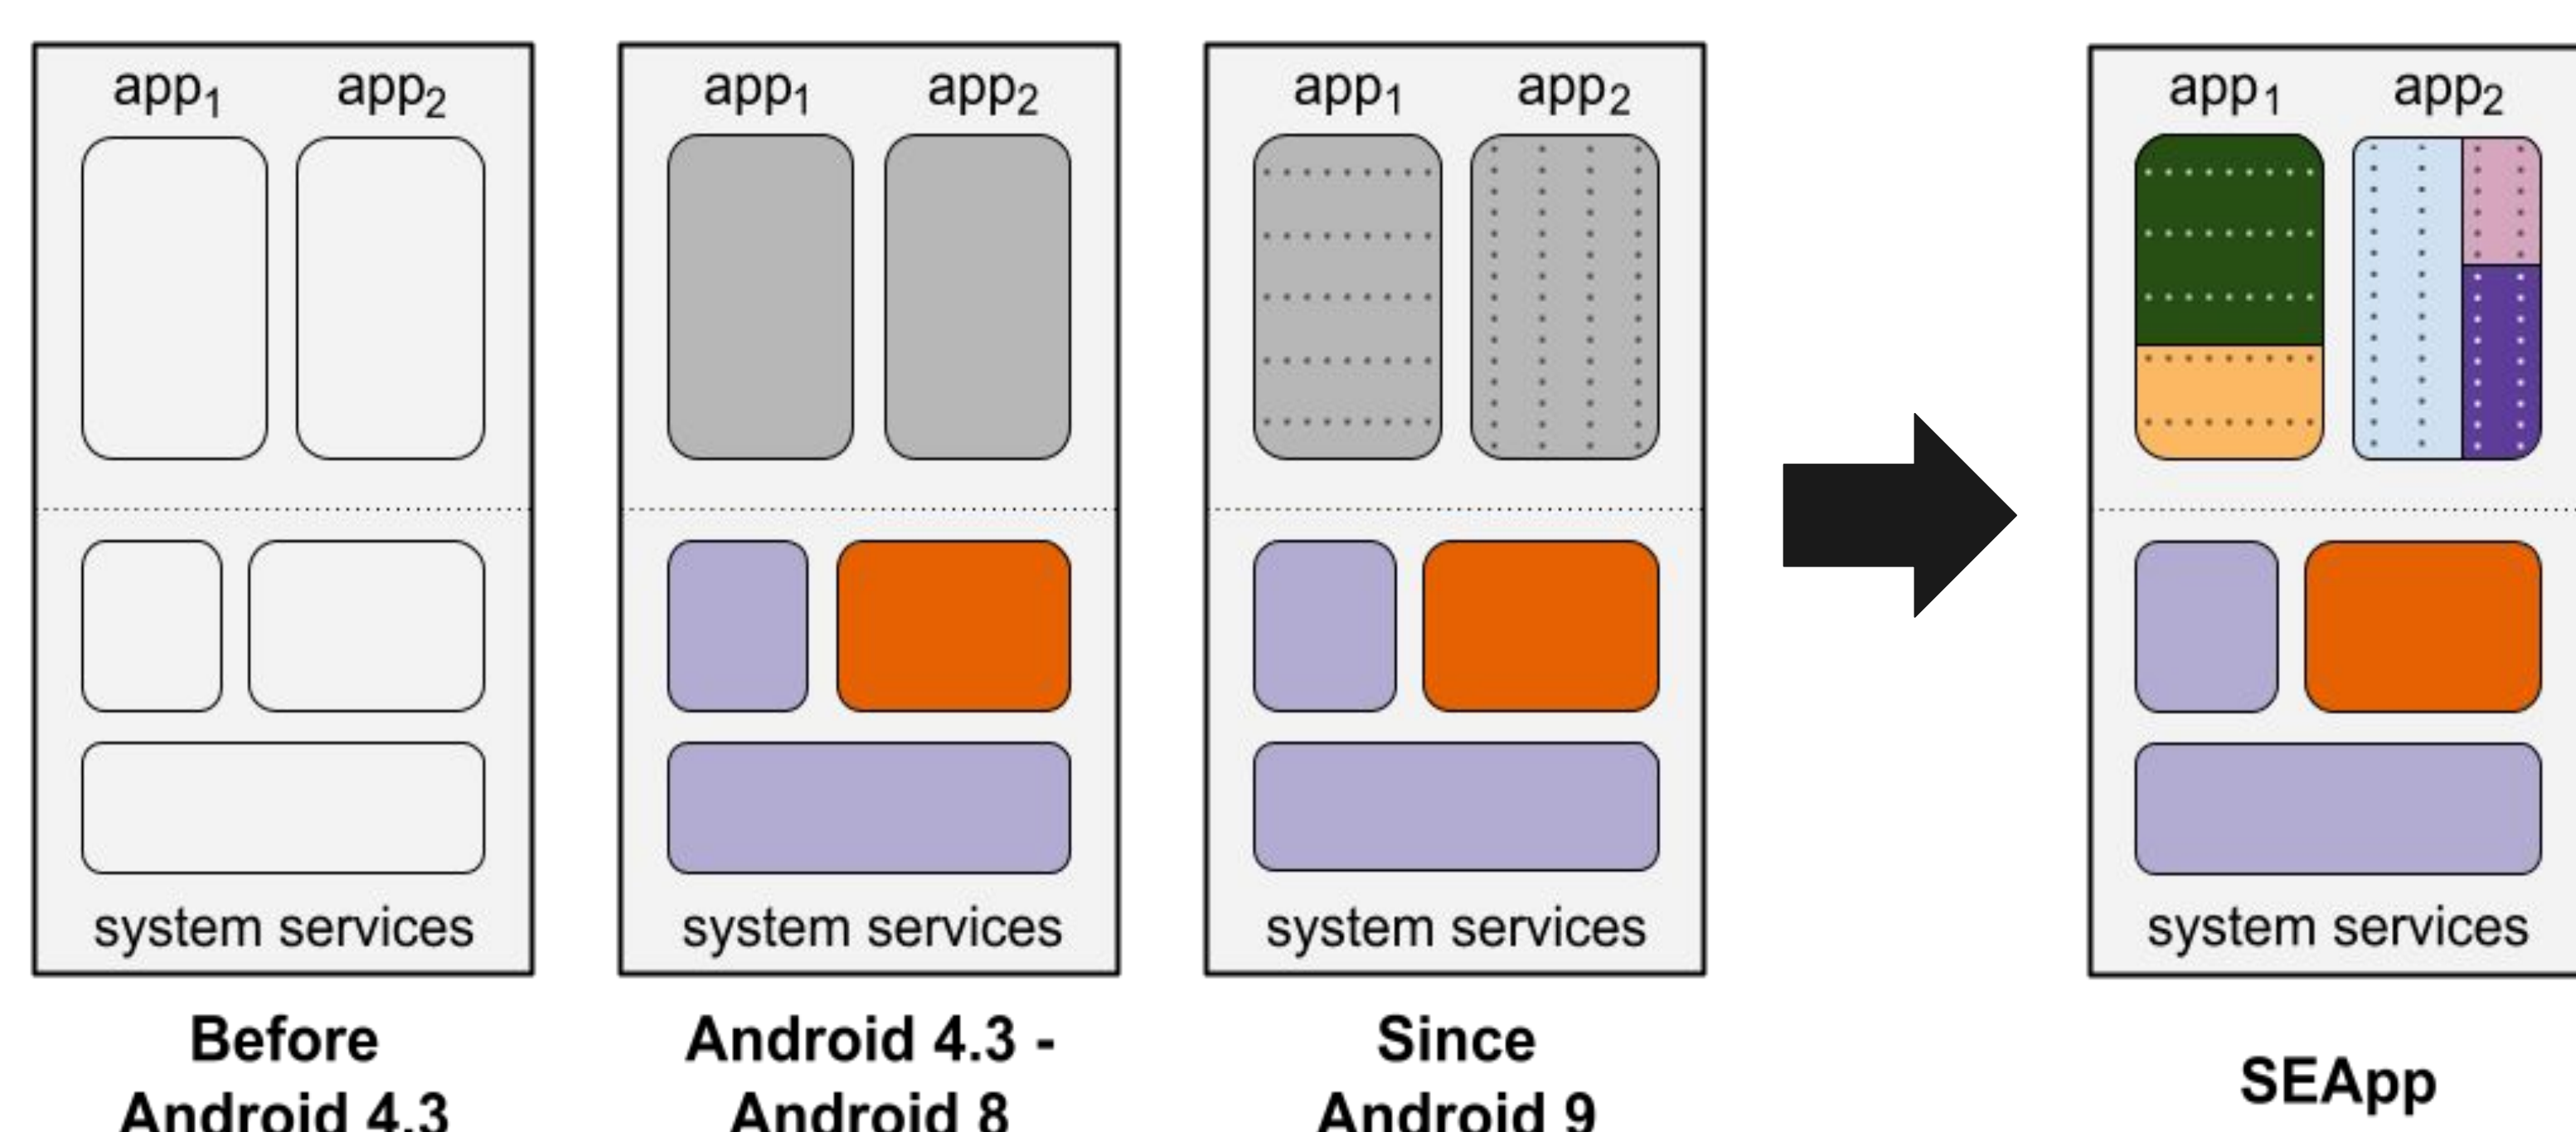 app₁ app₂
system services
Before
Android 4.3
app₁ app₂
system services
Android 4.3 -
Android 8
app₁ app₂
system services
Since
Android 9
app₁ app₂
system services
SEApp